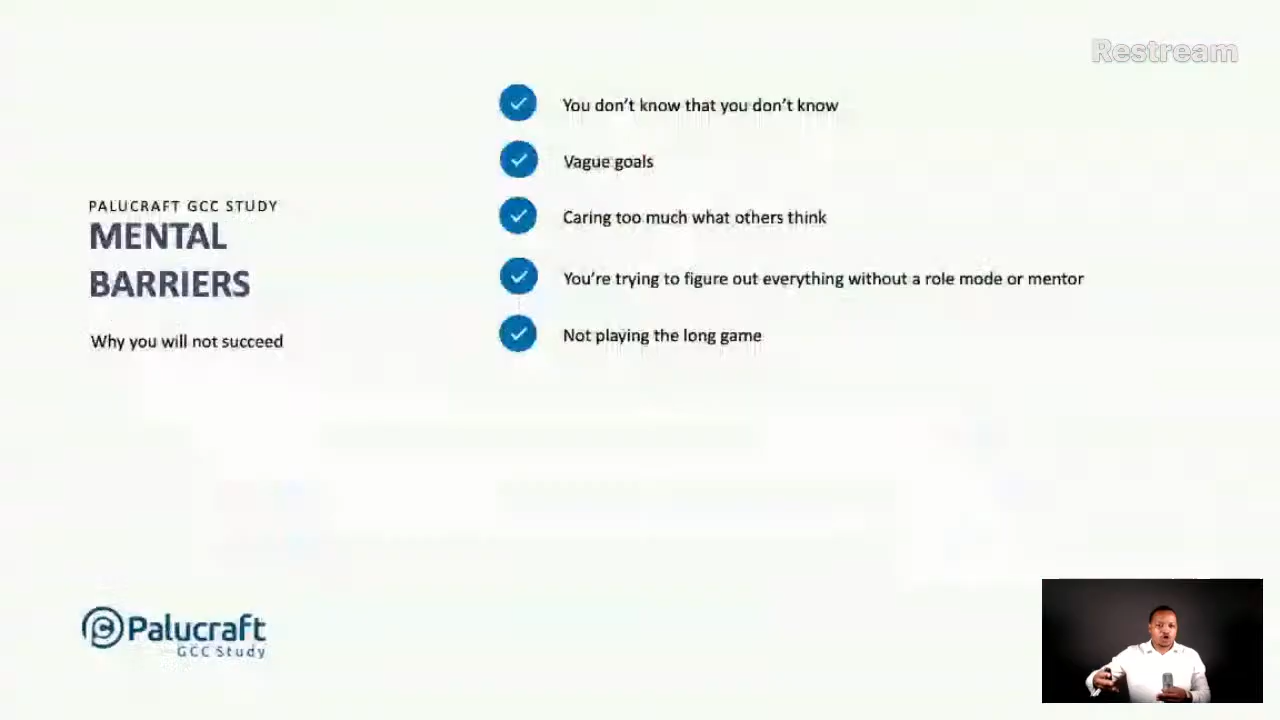 Restream
You don't know that you don't know
Vague goals
Caring too much what others think
You're trying to figure out everything without a role mode or mentor
Not playing the long game
PALUCRAFT GCC STUDY
MENTAL
BARRIERS
Why you will not succeed
Palucraft
GCC Study